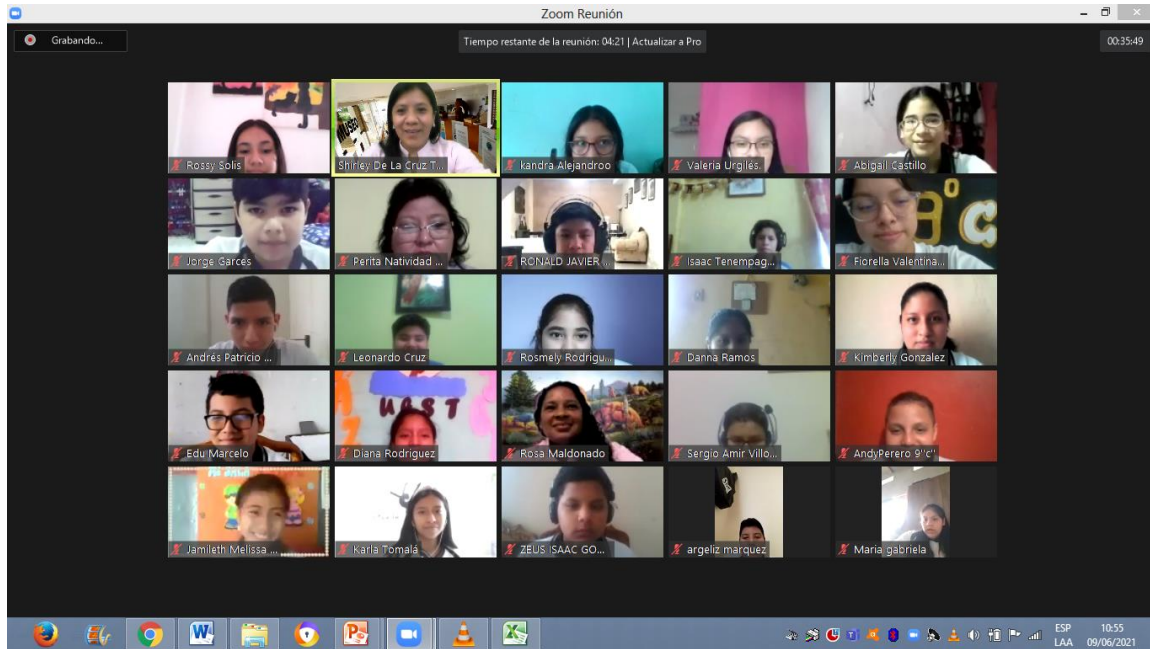 Zoom Reunión
Grabando...
Tiempo restante de la reunión: 04:21 | Actualizar a Pro
00:35:49
Rossy Solis
MUSEO
Shirley De La Cruz T...
kandra Alejandroo
Valeria Urgilés.
Abigail Castillo
Jorge Garces
Perita Natividad ...
RONALD JAVIER ...
Isaac Tenempag...
Fiorella Valentina...
Andrés Patricio ...
Leonardo Cruz
Rosmely Rodrigu...
Danna Ramos
Kimberly Gonzalez
Edu Marcelo
Diana Rodriguez
Rosa Maldonado
Sergio Amir Villo...
AndyPerero 9''c''
Jamileth Melissa ...
Karla Tomalá
ZEUS ISAAC GO...
argeliz marquez
Maria gabriela
ESP
LAA
10:55
09/06/2021